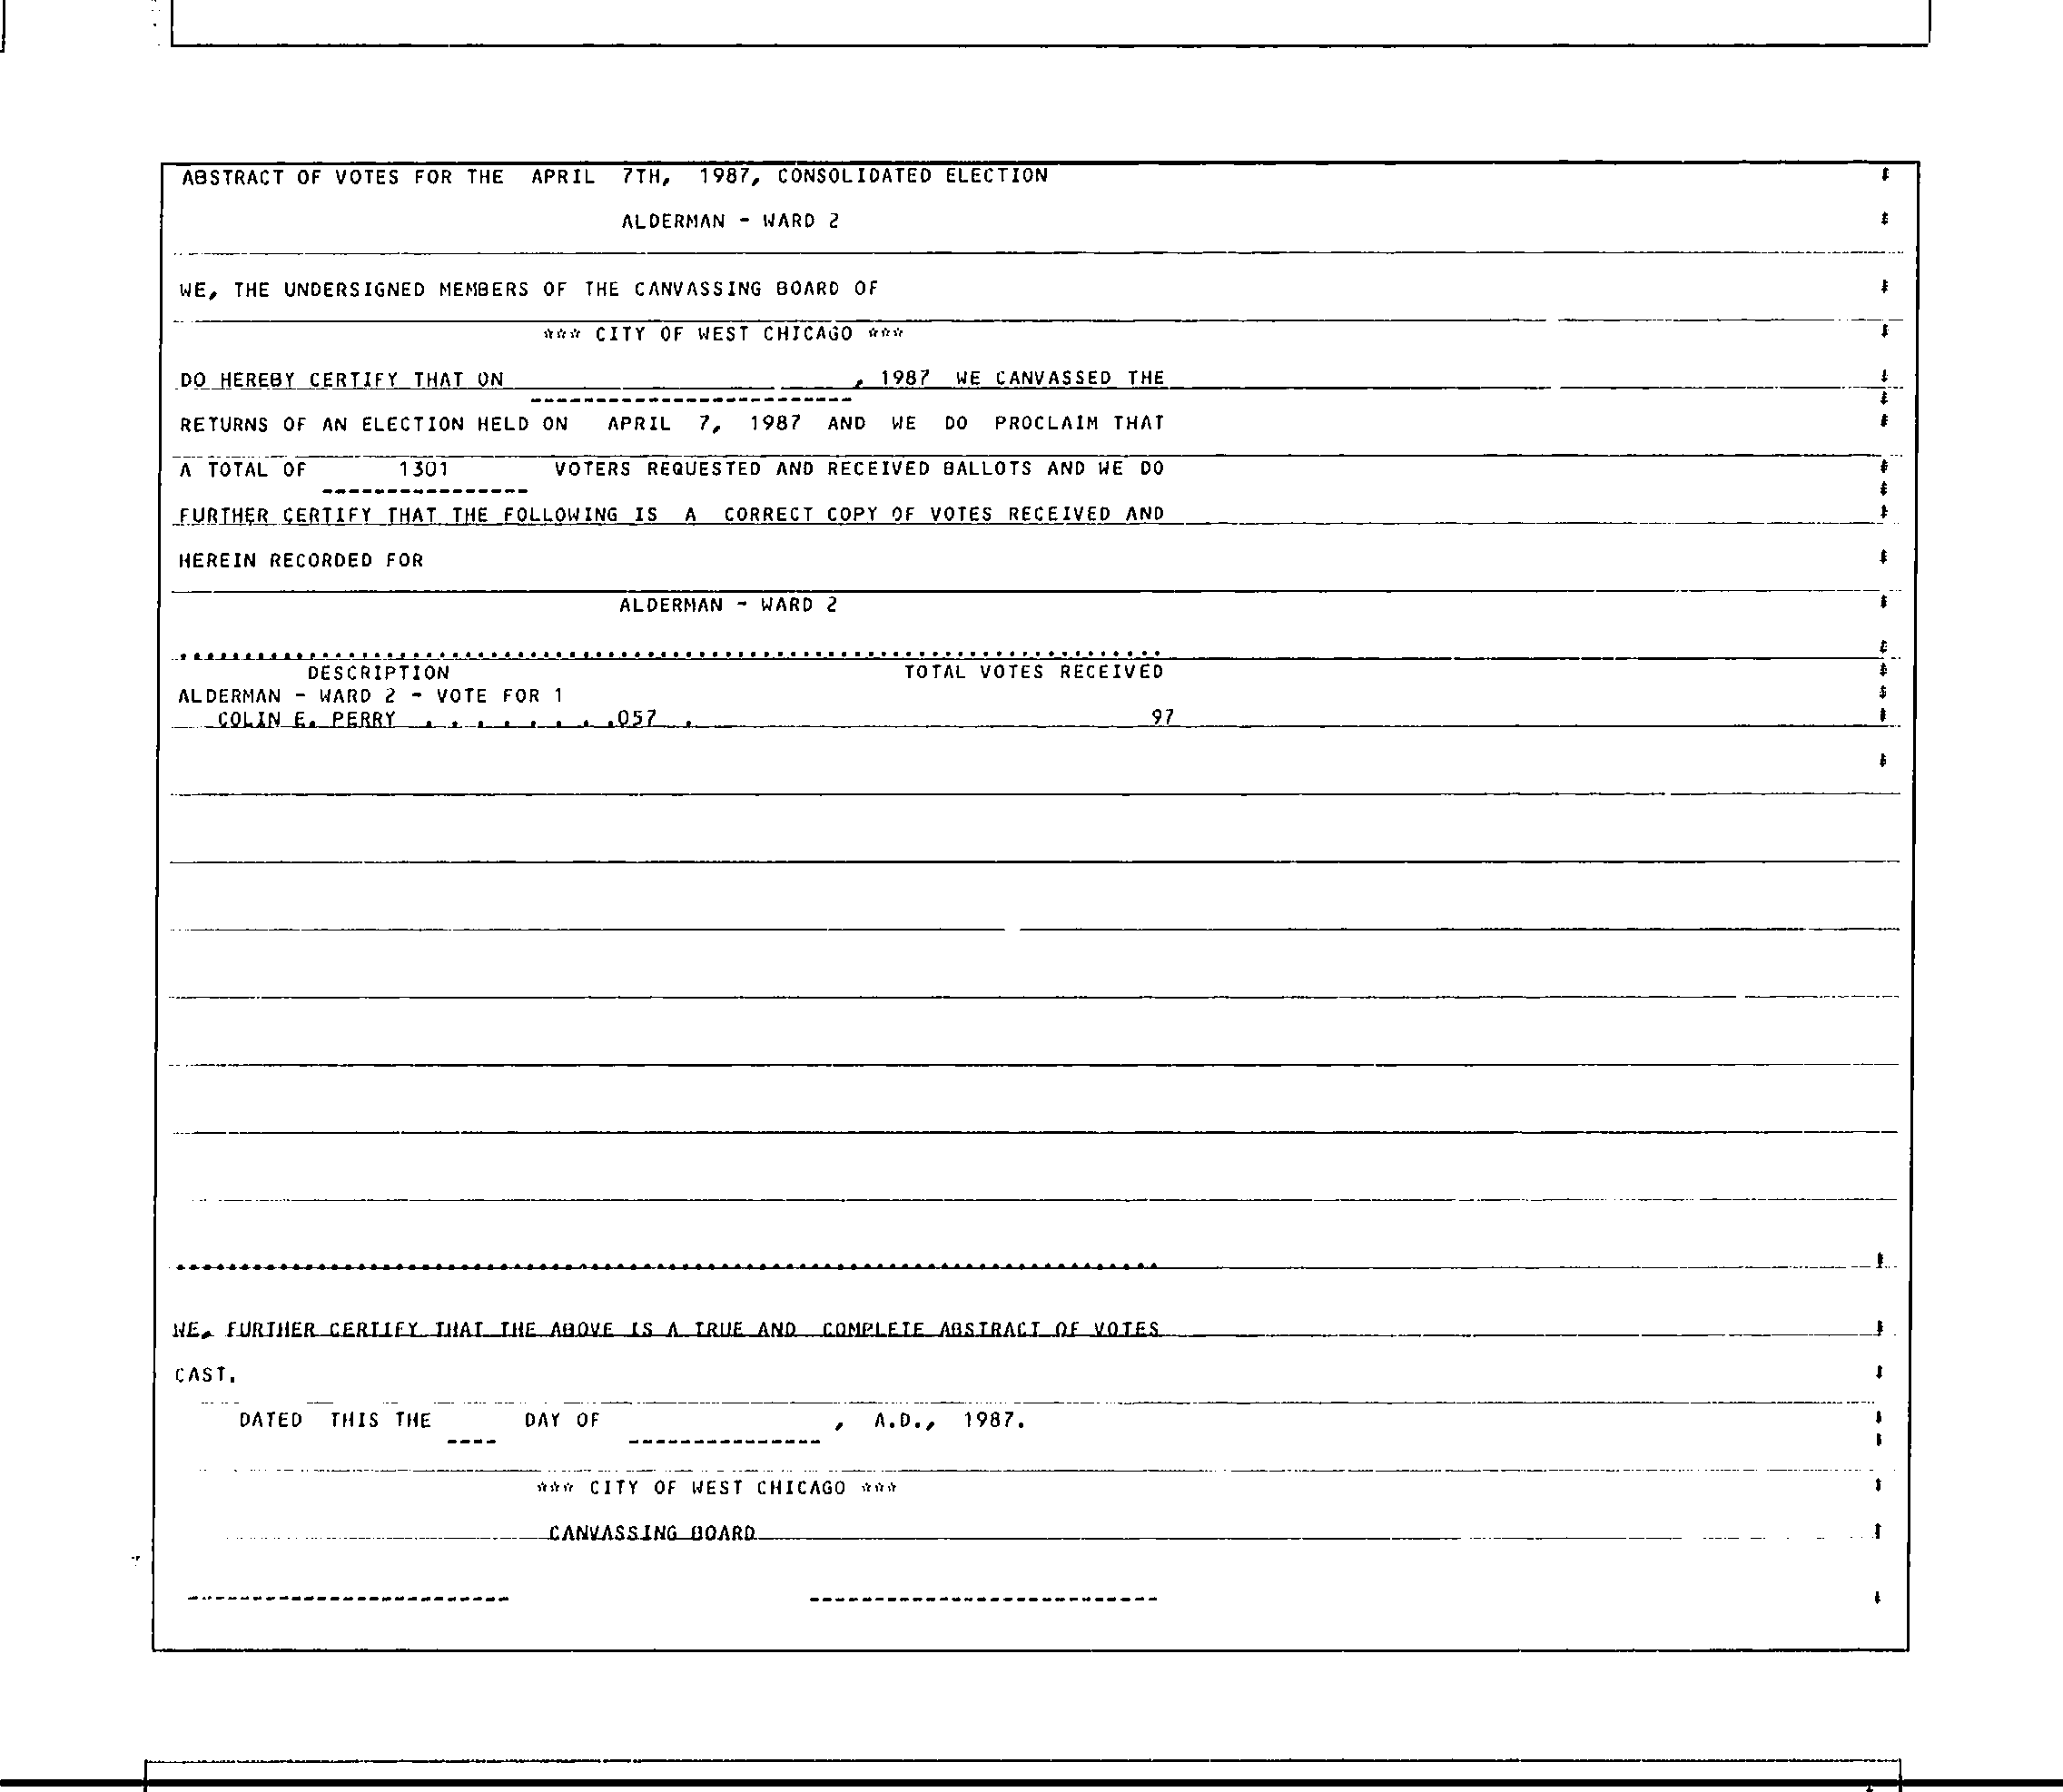 ABSTRACT OF VOTES FOR THE APRIL 7TH, 1987, CONSOLIDATED ELECTION
ALDERMAN - WARD 2
WE, THE UNDERSIGNED MEMBERS OF THE CANVASSING BOARD OF
*** CITY OF WEST CHICAGO ***
DO HEREBY CERTIFY THAT ON , 1987 WE CANVASSED THE
RETURNS OF AN ELECTION HELD ON APRIL 7, 1987 AND WE DO PROCLAIM THAT
A TOTAL OF 1301 VOTERS REQUESTED AND RECEIVED BALLOTS AND WE DO
FURTHER CERTIFY THAT THE FOLLOWING IS A CORRECT COPY OF VOTES RECEIVED AND
HEREIN RECORDED FOR
ALDERMAN - WARD 2
DESCRIPTION TOTAL VOTES RECEIVED
ALDERMAN - WARD 2 - VOTE FOR 1
COLIN E. PERRY . . . . . . . .057 . 97
WE, FURTHER CERTIFY THAT THE ABOVE IS A TRUE AND COMPLETE ABSTRACT OF VOTES
CAST.
DATED THIS THE ---- DAY OF --------------- , A.D., 1987.
*** CITY OF WEST CHICAGO ***
CANVASSING BOARD